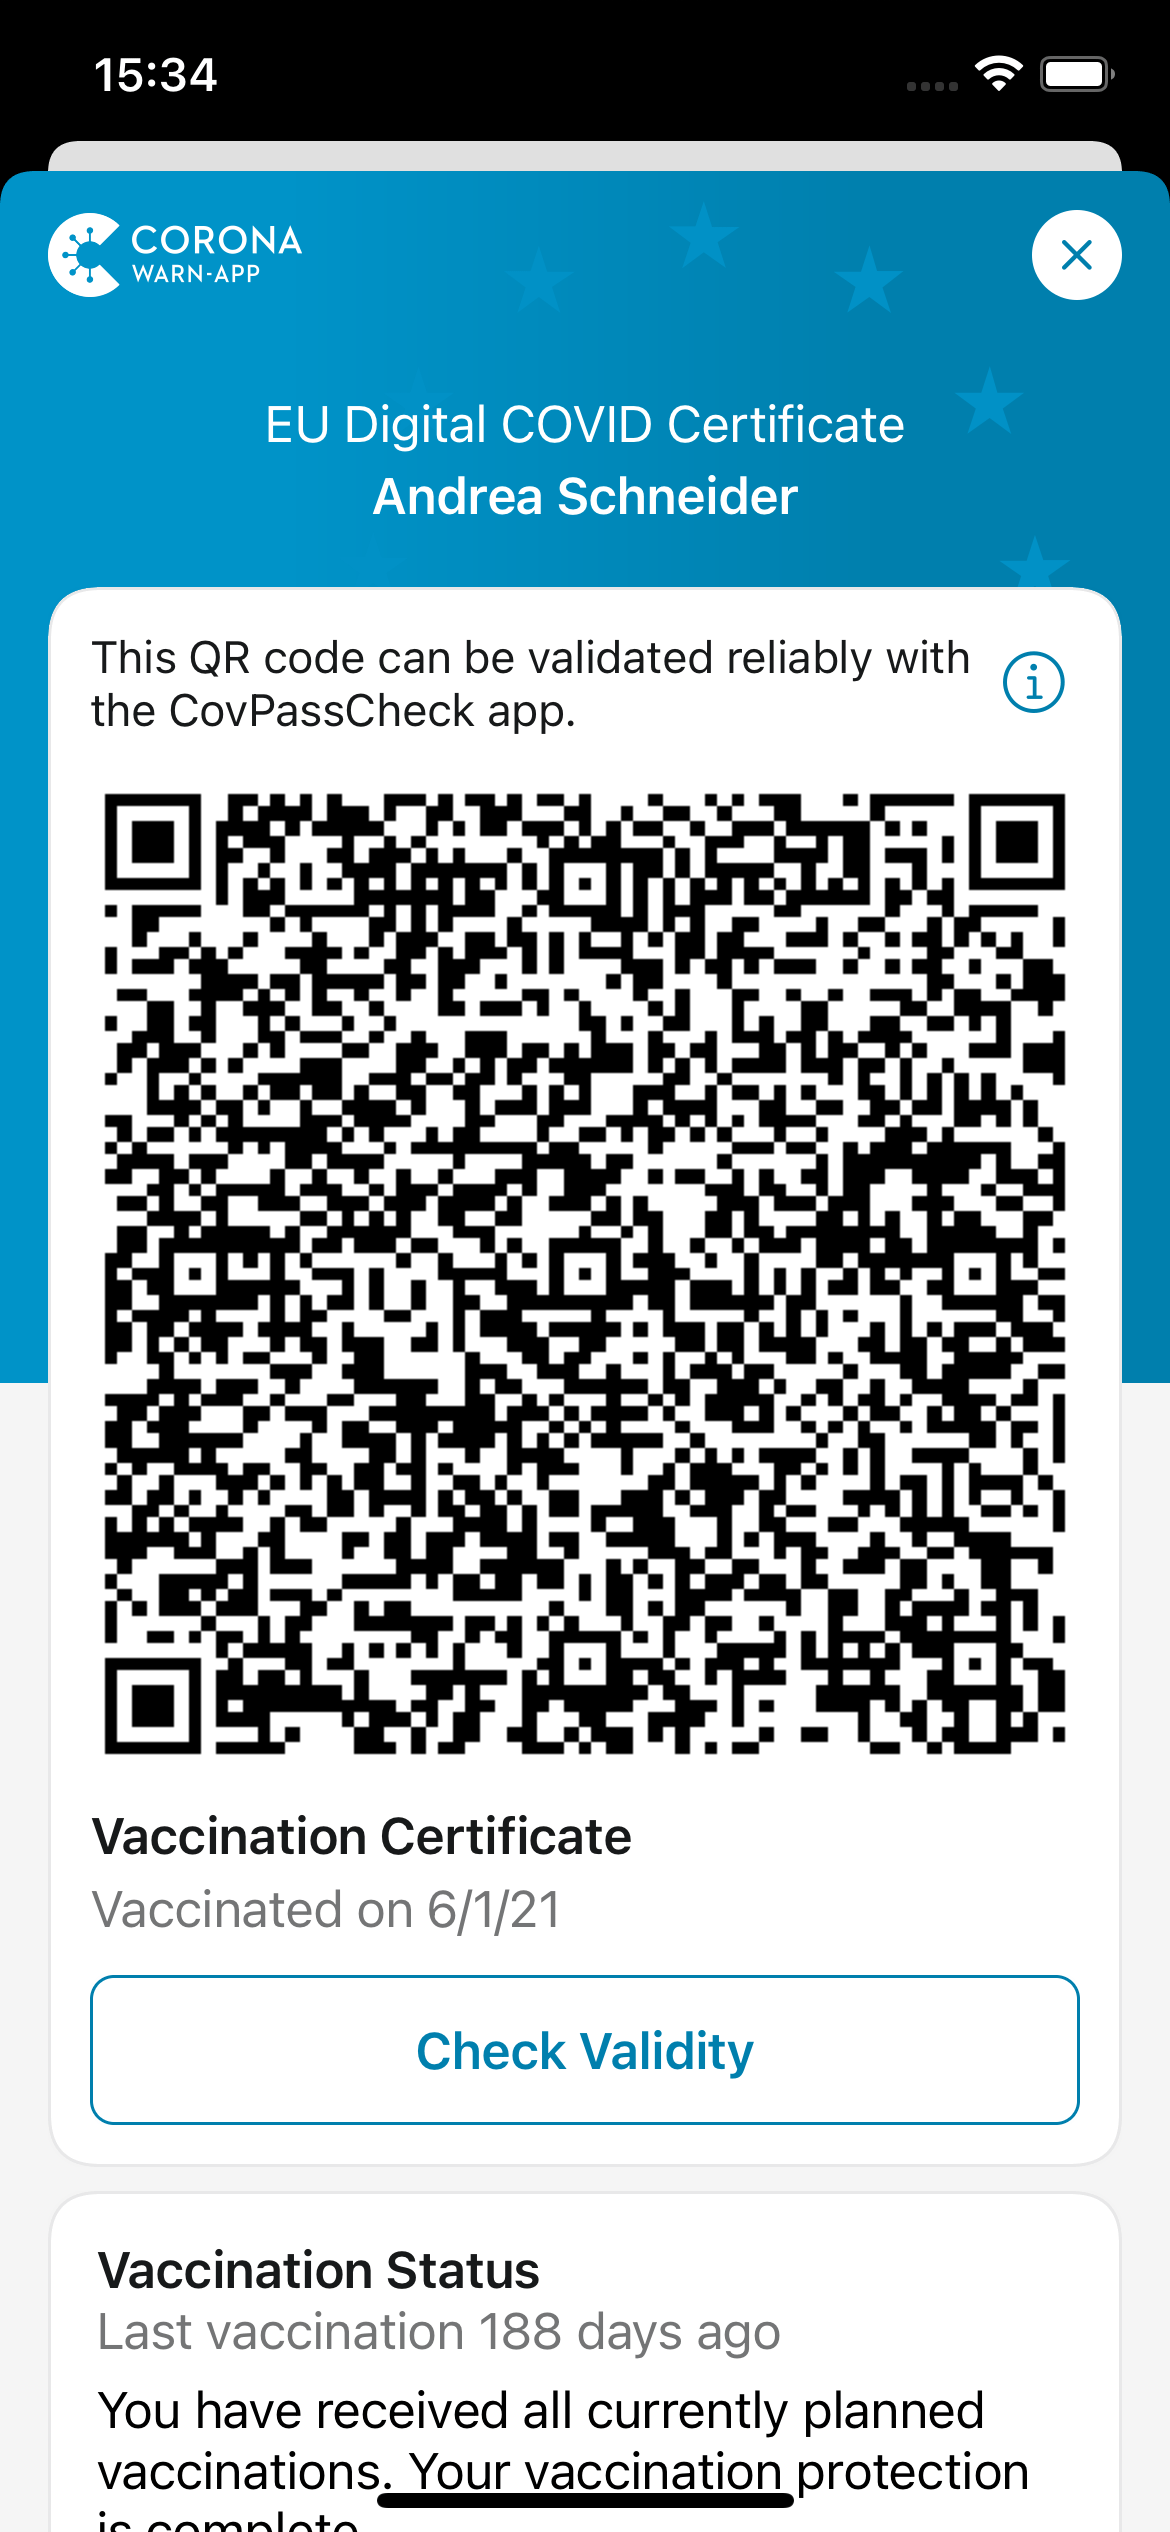 15:34
CORONA
WARN-APP
EU Digital COVID Certificate
Andrea Schneider
This QR code can be validated reliably with
the CovPassCheck app.
Vaccination Certificate
Vaccinated on 6/1/21
Check Validity
Vaccination Status
Last vaccination 188 days ago
You have received all currently planned
vaccinations. Your vaccination protection
is complete